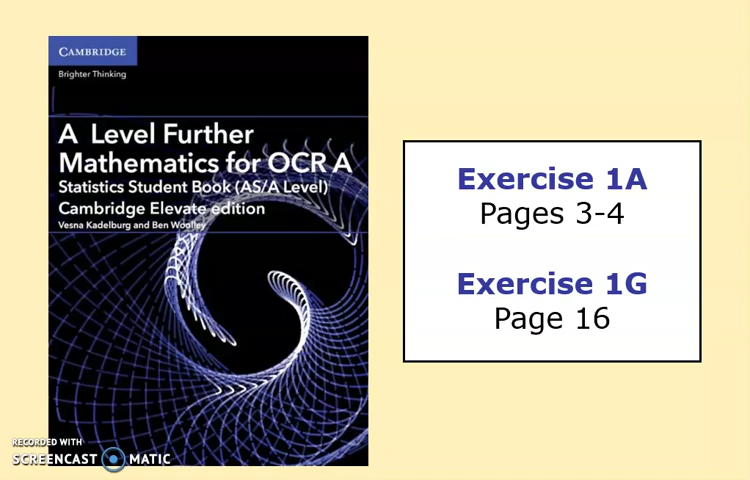 CAMBRIDGE
Brighter Thinking
A Level Further
Mathematics for OCR A
Statistics Student Book (AS/A Level)
Cambridge Elevate edition
Vesna Kadelburg and Ben Woolley
Exercise 1A
Pages 3-4
Exercise 1G
Page 16
RECORDED WITH
SCREENCAST MATIC